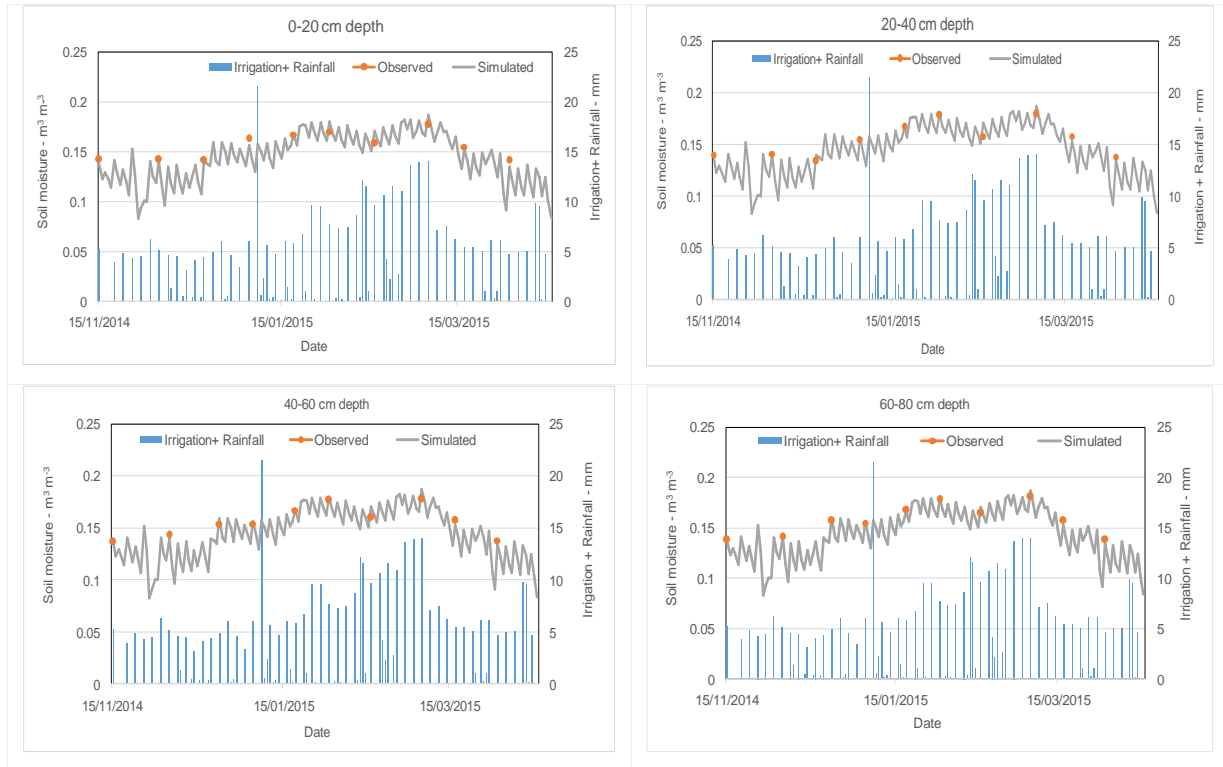 0-20 cm depth
Irrigation+ Rainfall Observed Simulated
0.25
0.2
0.15
0.1
0.05
0
25
20
15
10
5
0
Soil moisture - m³ m⁻³
Irrigation+ Rainfall - mm
15/11/2014 15/01/2015 15/03/2015
Date
20-40 cm depth
Irrigation+ Rainfall Observed Simulated
0.25
0.2
0.15
0.1
0.05
0
25
20
15
10
5
0
Soil moisture - m³ m⁻³
Irrigation + Rainfall - mm
15/11/2014 15/01/2015 15/03/2015
Date
40-60 cm depth
Irrigation+ Rainfall Observed Simulated
0.25
0.2
0.15
0.1
0.05
0
25
20
15
10
5
0
Soil moisture - m³ m⁻³
Irrigation + Rainfall - mm
15/11/2014 15/01/2015 15/03/2015
Date
60-80 cm depth
Irrigation+ Rainfall Observed Simulated
0.25
0.2
0.15
0.1
0.05
0
25
20
15
10
5
0
Soil moisture - m³ m⁻³
Irrigation + Rainfall - mm
15/11/2014 15/01/2015 15/03/2015
Date